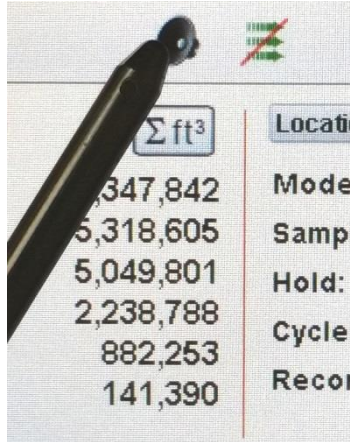 Σ ft³
,347,842
5,318,605
5,049,801
2,238,788
882,253
141,390
Locati
Mode
Samp
Hold:
Cycle
Recor